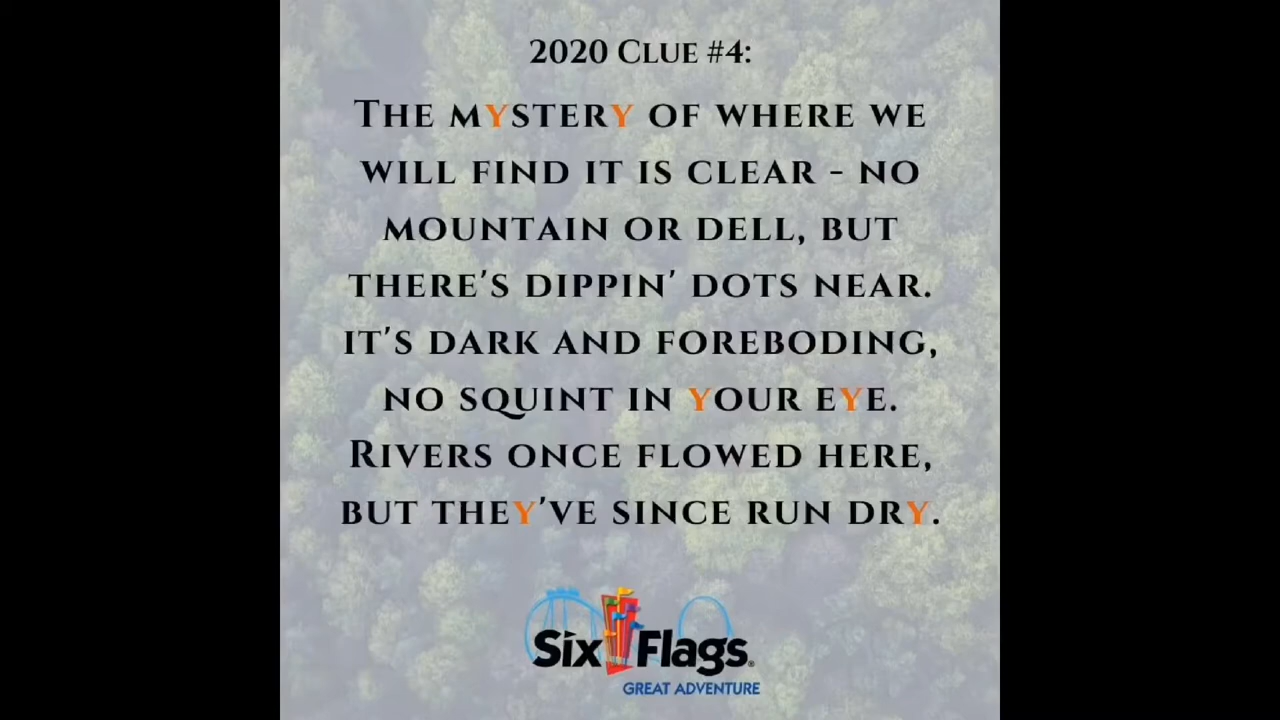 2020 Clue #4:
The mystery of where we
will find it is clear - no
mountain or dell, but
there's dippin' dots near.
it's dark and foreboding,
no squint in your eye.
Rivers once flowed here,
but they've since run dry.
Six Flags®
GREAT ADVENTURE